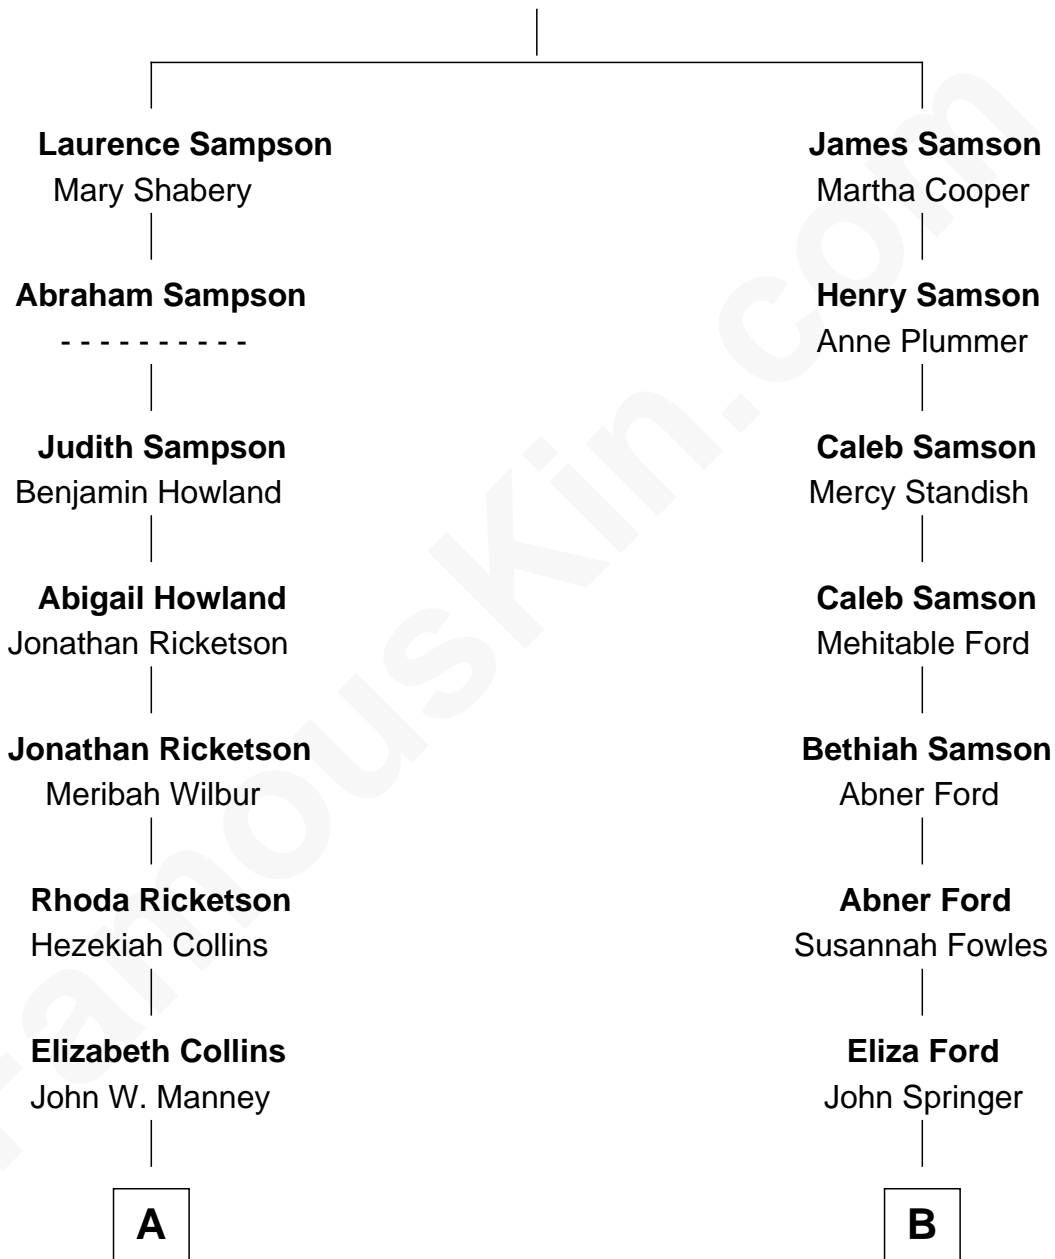 Laurence Sampson
Mary Shabery
Abraham Sampson
- - - - - - - - - -
Judith Sampson
Benjamin Howland
Abigail Howland
Jonathan Ricketson
Jonathan Ricketson
Meribah Wilbur
Rhoda Ricketson
Hezekiah Collins
Elizabeth Collins
John W. Manney
A
James Samson
Martha Cooper
Henry Samson
Anne Plummer
Caleb Samson
Mercy Standish
Caleb Samson
Mehitable Ford
Bethiah Samson
Abner Ford
Abner Ford
Susannah Fowles
Eliza Ford
John Springer
B
FamousKin.com